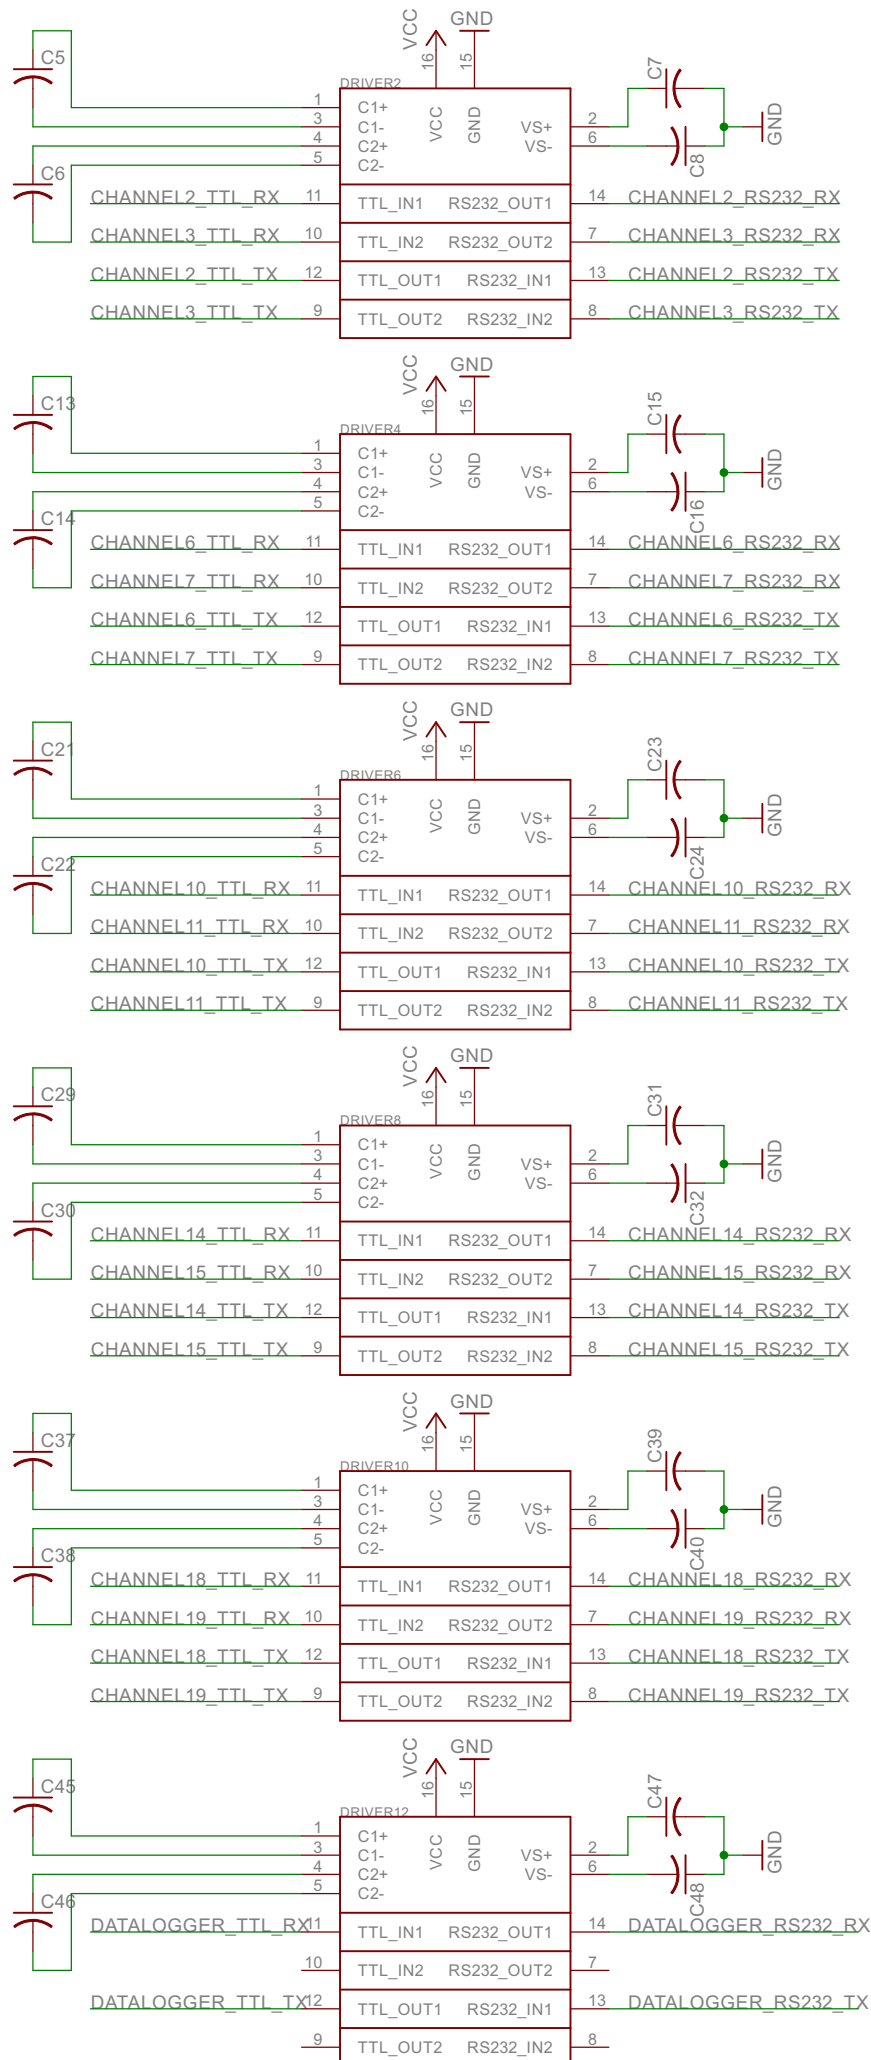 VCC GND
C5 16 15 C7
DRIVER2
1 C1+
3 C1- VCC GND VS+ 2 GND
4 C2+ VS- 6
5 C2- C8
C6
CHANNEL2_TTL_RX 11 TTL_IN1 RS232_OUT1 14 CHANNEL2_RS232_RX
CHANNEL3_TTL_RX 10 TTL_IN2 RS232_OUT2 7 CHANNEL3_RS232_RX
CHANNEL2_TTL_TX 12 TTL_OUT1 RS232_IN1 13 CHANNEL2_RS232_TX
CHANNEL3_TTL_TX 9 TTL_OUT2 RS232_IN2 8 CHANNEL3_RS232_TX
VCC GND
C13 16 15 C15
DRIVER4
1 C1+
3 C1- VCC GND VS+ 2 GND
4 C2+ VS- 6
5 C2- C16
C14
CHANNEL6_TTL_RX 11 TTL_IN1 RS232_OUT1 14 CHANNEL6_RS232_RX
CHANNEL7_TTL_RX 10 TTL_IN2 RS232_OUT2 7 CHANNEL7_RS232_RX
CHANNEL6_TTL_TX 12 TTL_OUT1 RS232_IN1 13 CHANNEL6_RS232_TX
CHANNEL7_TTL_TX 9 TTL_OUT2 RS232_IN2 8 CHANNEL7_RS232_TX
VCC GND
C21 16 15 C23
DRIVER6
1 C1+
3 C1- VCC GND VS+ 2 GND
4 C2+ VS- 6
5 C2- C24
C22
CHANNEL10_TTL_RX 11 TTL_IN1 RS232_OUT1 14 CHANNEL10_RS232_RX
CHANNEL11_TTL_RX 10 TTL_IN2 RS232_OUT2 7 CHANNEL11_RS232_RX
CHANNEL10_TTL_TX 12 TTL_OUT1 RS232_IN1 13 CHANNEL10_RS232_TX
CHANNEL11_TTL_TX 9 TTL_OUT2 RS232_IN2 8 CHANNEL11_RS232_TX
VCC GND
C29 16 15 C31
DRIVER8
1 C1+
3 C1- VCC GND VS+ 2 GND
4 C2+ VS- 6
5 C2- C32
C30
CHANNEL14_TTL_RX 11 TTL_IN1 RS232_OUT1 14 CHANNEL14_RS232_RX
CHANNEL15_TTL_RX 10 TTL_IN2 RS232_OUT2 7 CHANNEL15_RS232_RX
CHANNEL14_TTL_TX 12 TTL_OUT1 RS232_IN1 13 CHANNEL14_RS232_TX
CHANNEL15_TTL_TX 9 TTL_OUT2 RS232_IN2 8 CHANNEL15_RS232_TX
VCC GND
C37 16 15 C39
DRIVER10
1 C1+
3 C1- VCC GND VS+ 2 GND
4 C2+ VS- 6
5 C2- C40
C38
CHANNEL18_TTL_RX 11 TTL_IN1 RS232_OUT1 14 CHANNEL18_RS232_RX
CHANNEL19_TTL_RX 10 TTL_IN2 RS232_OUT2 7 CHANNEL19_RS232_RX
CHANNEL18_TTL_TX 12 TTL_OUT1 RS232_IN1 13 CHANNEL18_RS232_TX
CHANNEL19_TTL_TX 9 TTL_OUT2 RS232_IN2 8 CHANNEL19_RS232_TX
VCC GND
C45 16 15 C47
DRIVER12
1 C1+
3 C1- VCC GND VS+ 2 GND
4 C2+ VS- 6
5 C2- C48
C46
DATALOGGER_TTL_RX 11 TTL_IN1 RS232_OUT1 14 DATALOGGER_RS232_RX
10 TTL_IN2 RS232_OUT2 7
DATALOGGER_TTL_TX 12 TTL_OUT1 RS232_IN1 13 DATALOGGER_RS232_TX
9 TTL_OUT2 RS232_IN2 8